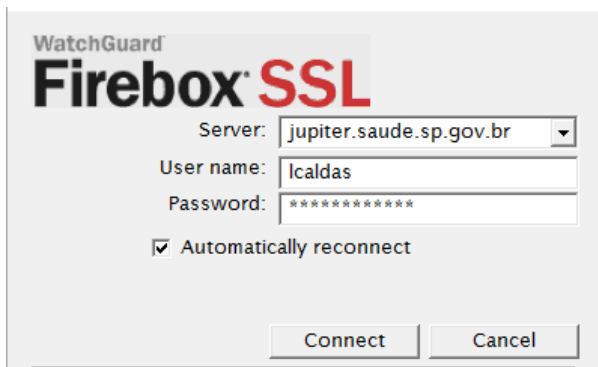 WatchGuard
Firebox SSL
Server: jupiter.saude.sp.gov.br
User name: lcaldas
Password: ************
Automatically reconnect
Connect Cancel